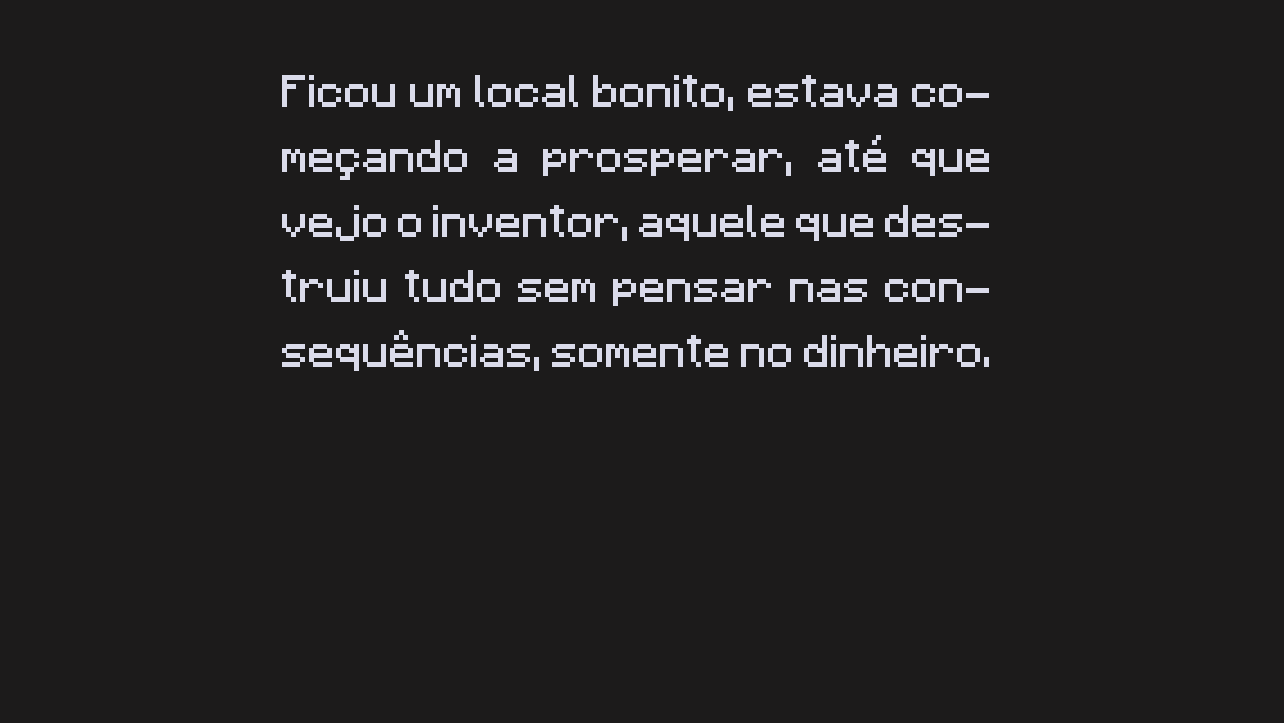 Ficou um local bonito, estava co-
meçando a prosperar, até que
vejo o inventor, aquele que des-
truiu tudo sem pensar nas con-
sequências, somente no dinheiro.